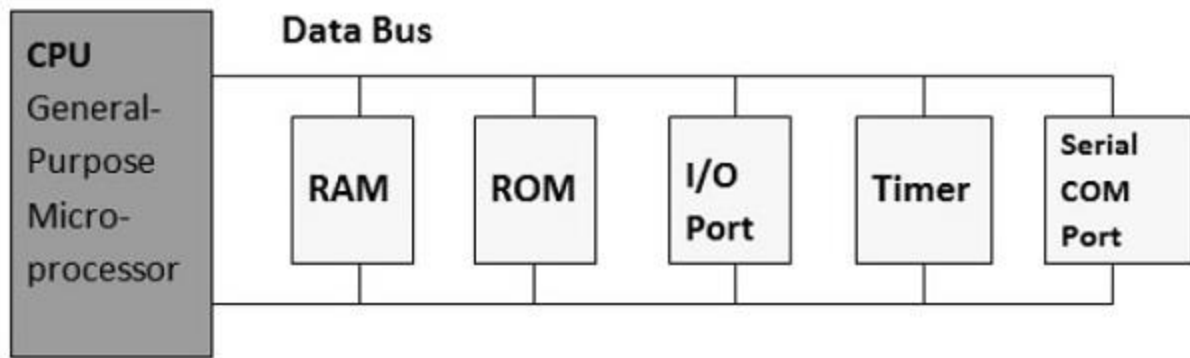 Data Bus
CPU
General-
Purpose
Micro-
processor
RAM
ROM
I/O
Port
Timer
Serial
COM
Port